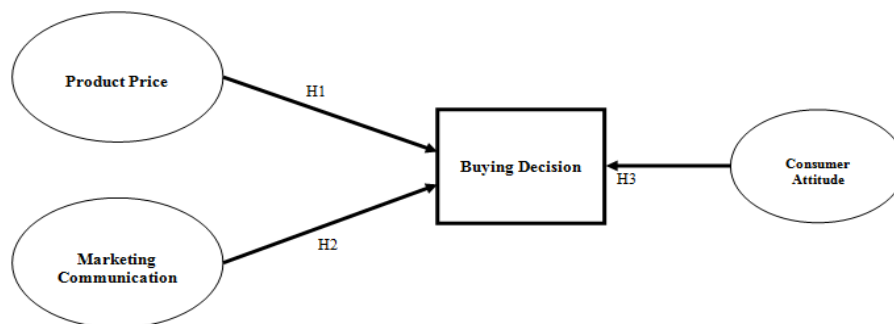 Product Price
H1
Buying Decision
Consumer
Attitude
H3
H2
Marketing
Communication